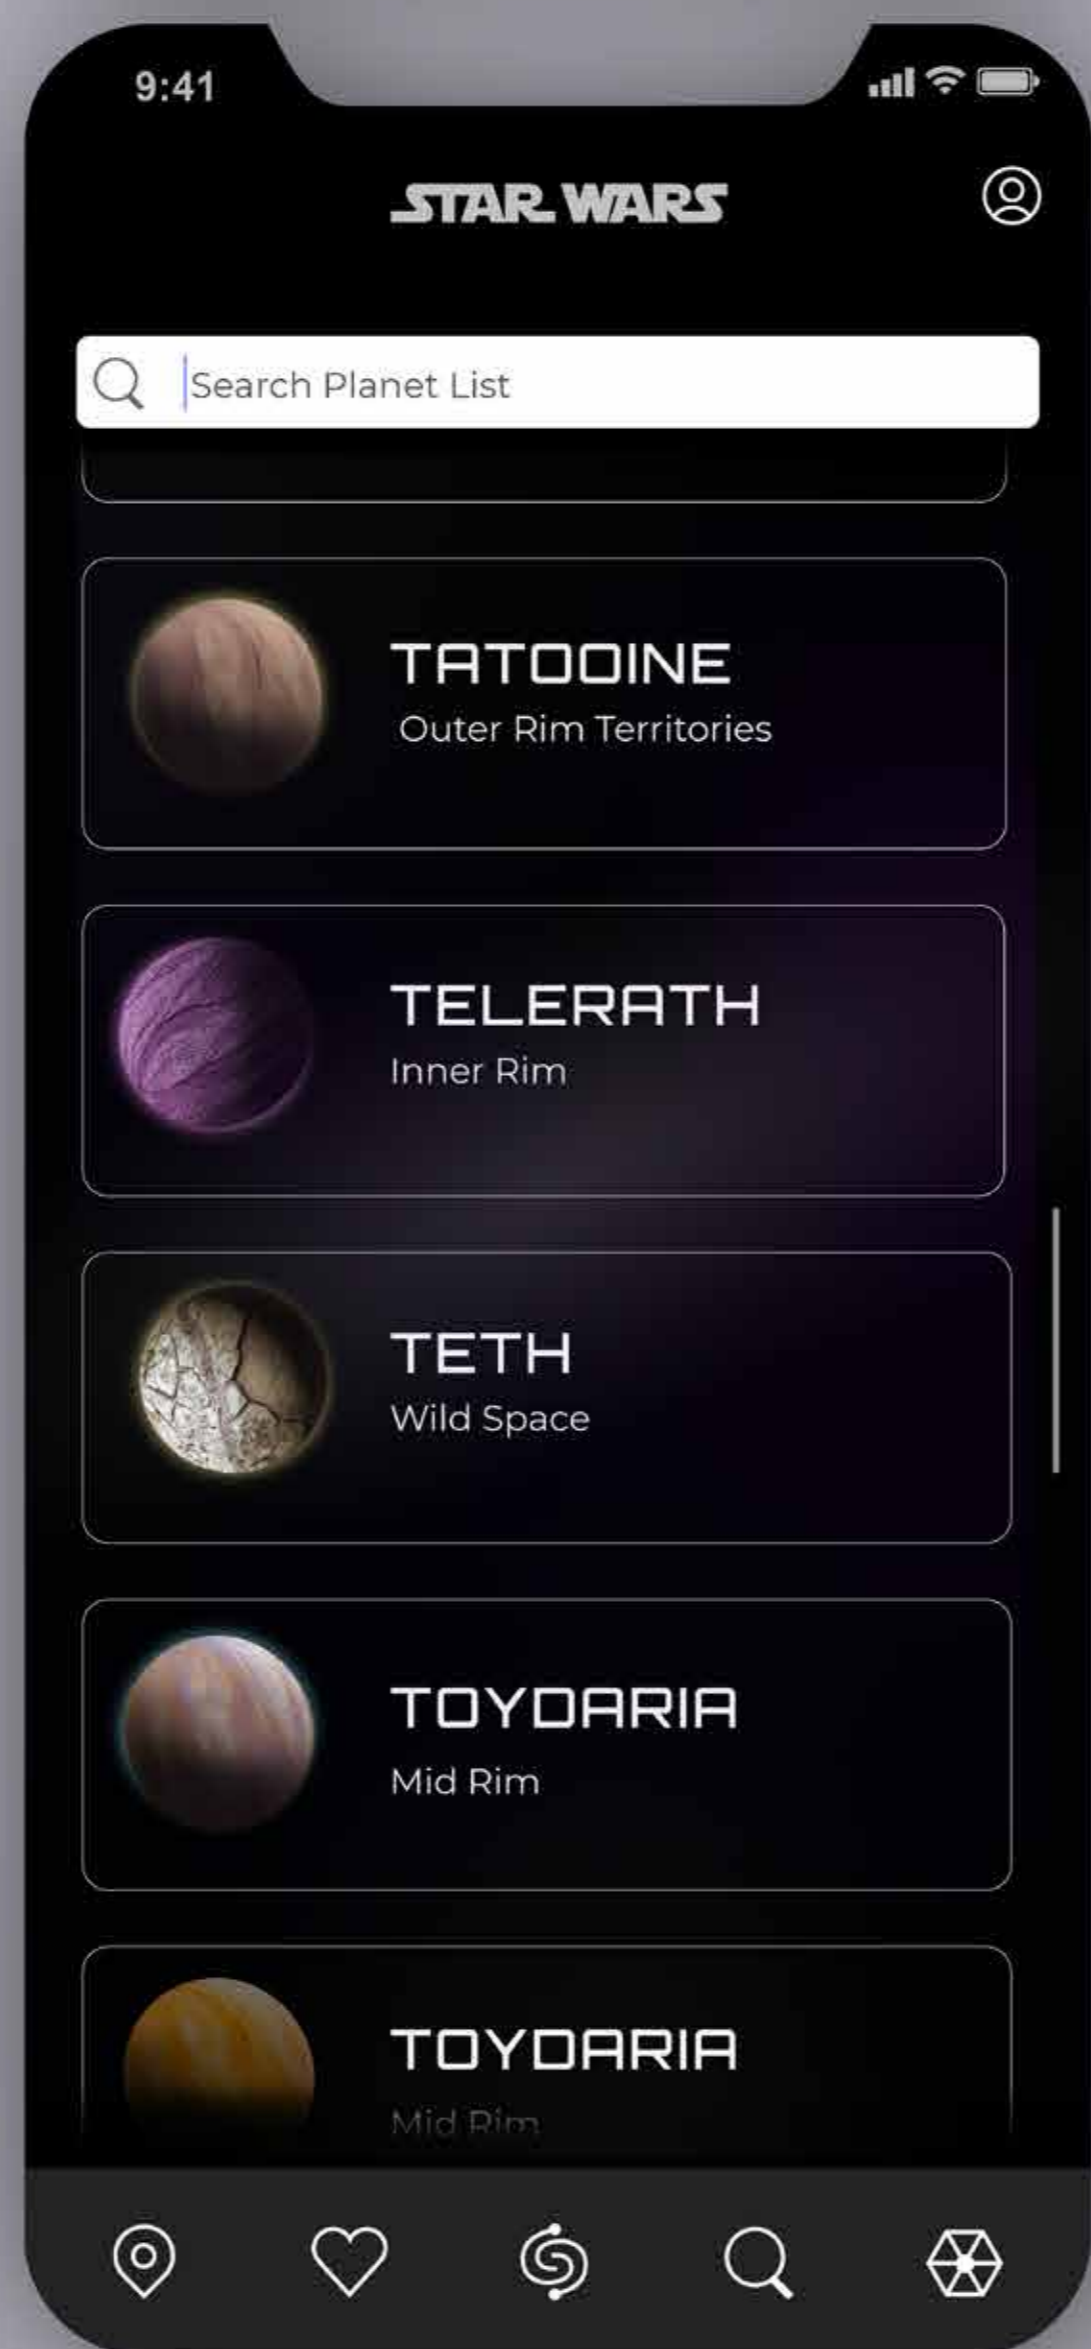 9:41
STAR WARS
Search Planet List
TATOOINE
Outer Rim Territories
TELERATH
Inner Rim
TETH
Wild Space
TOYDARIA
Mid Rim
TOYDARIA
Mid Rim